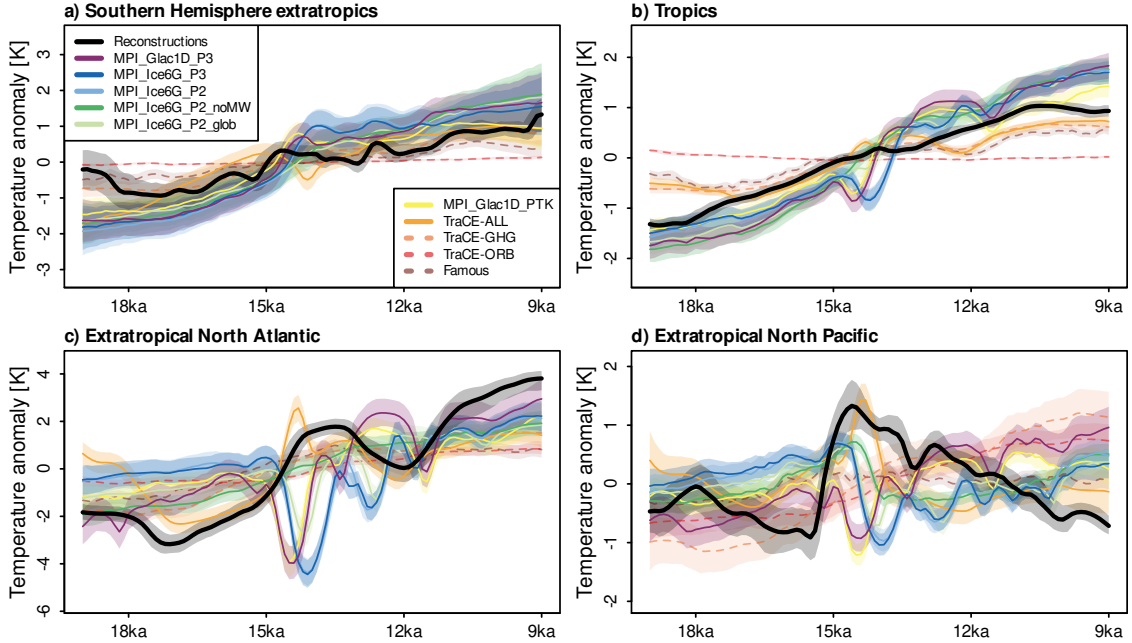 a) Southern Hemisphere extratropics
Temperature anomaly [K]
3
2
1
0
-1
-2
-3
Reconstructions
MPI_Glac1D_P3
MPI_Ice6G_P3
MPI_Ice6G_P2
MPI_Ice6G_P2_noMW
MPI_Ice6G_P2_glob
MPI_Glac1D_PTK
TraCE-ALL
TraCE-GHG
TraCE-ORB
Famous
18ka
15ka
12ka
9ka
b) Tropics
Temperature anomaly [K]
2
1
0
-1
-2
18ka
15ka
12ka
9ka
c) Extratropical North Atlantic
Temperature anomaly [K]
4
2
0
-2
-4
-6
18ka
15ka
12ka
9ka
d) Extratropical North Pacific
Temperature anomaly [K]
2
1
0
-1
-2
18ka
15ka
12ka
9ka